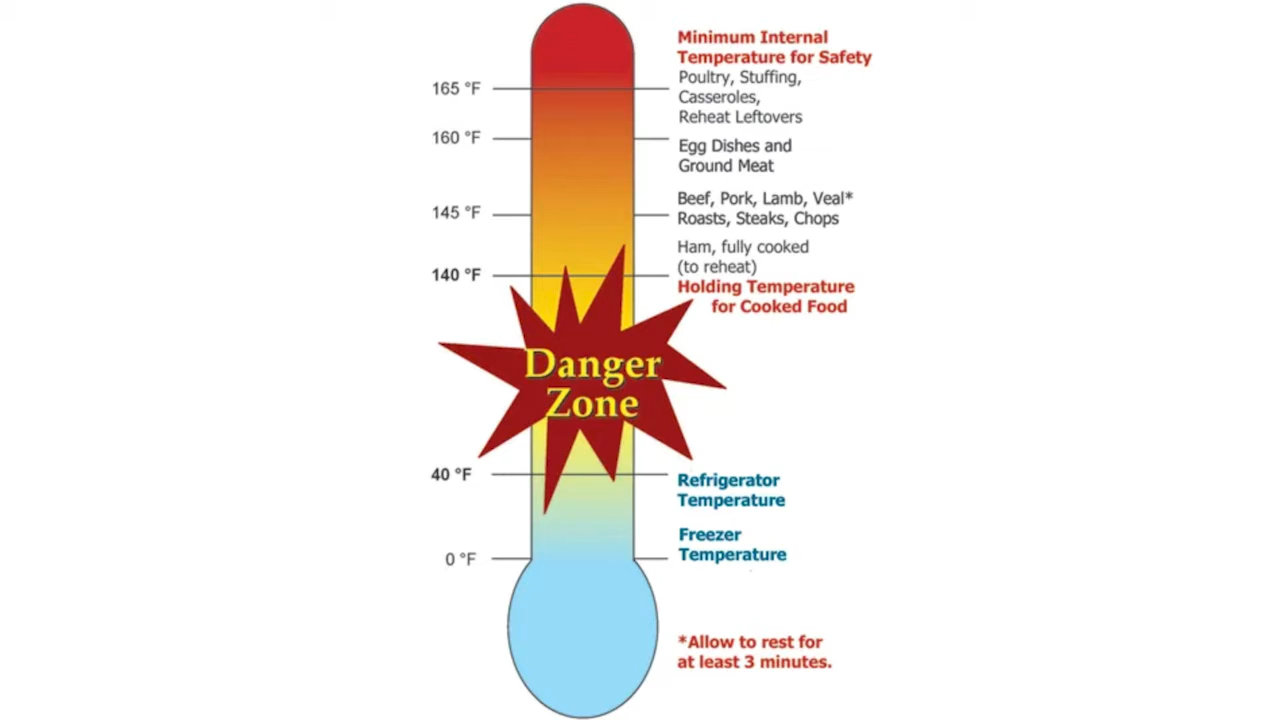 Minimum Internal
Temperature for Safety
165 °F
Poultry, Stuffing,
Casseroles,
Reheat Leftovers
160 °F
Egg Dishes and
Ground Meat
145 °F
Beef, Pork, Lamb, Veal*
Roasts, Steaks, Chops
140 °F
Ham, fully cooked
(to reheat)
Holding Temperature
for Cooked Food
Danger
Zone
40 °F
Refrigerator
Temperature
0 °F
Freezer
Temperature
*Allow to rest for
at least 3 minutes.